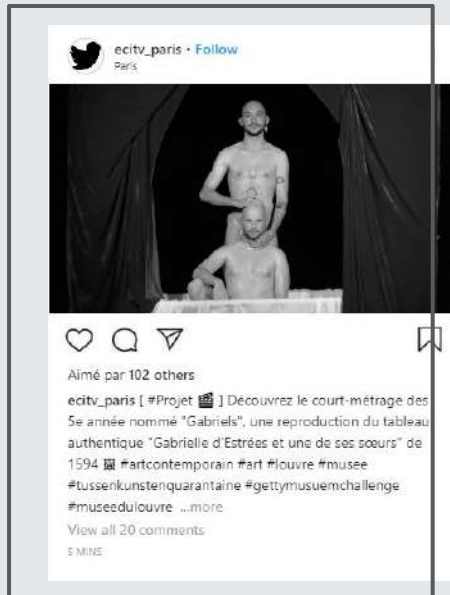 ecitv_paris • Follow
Paris
Aimé par 102 others
ecitv_paris [ #Projet 🎬 ] Découvrez le court-métrage des
5e année nommé "Gabriels", une reproduction du tableau
authentique "Gabrielle d'Estrées et une de ses sœurs" de
1594 🖼 #artcontemporain #art #louvre #musee
#tussenkunstenquarantaine #gettymusuemchallenge
#museedulouvre ...more
View all 20 comments
5 MINS